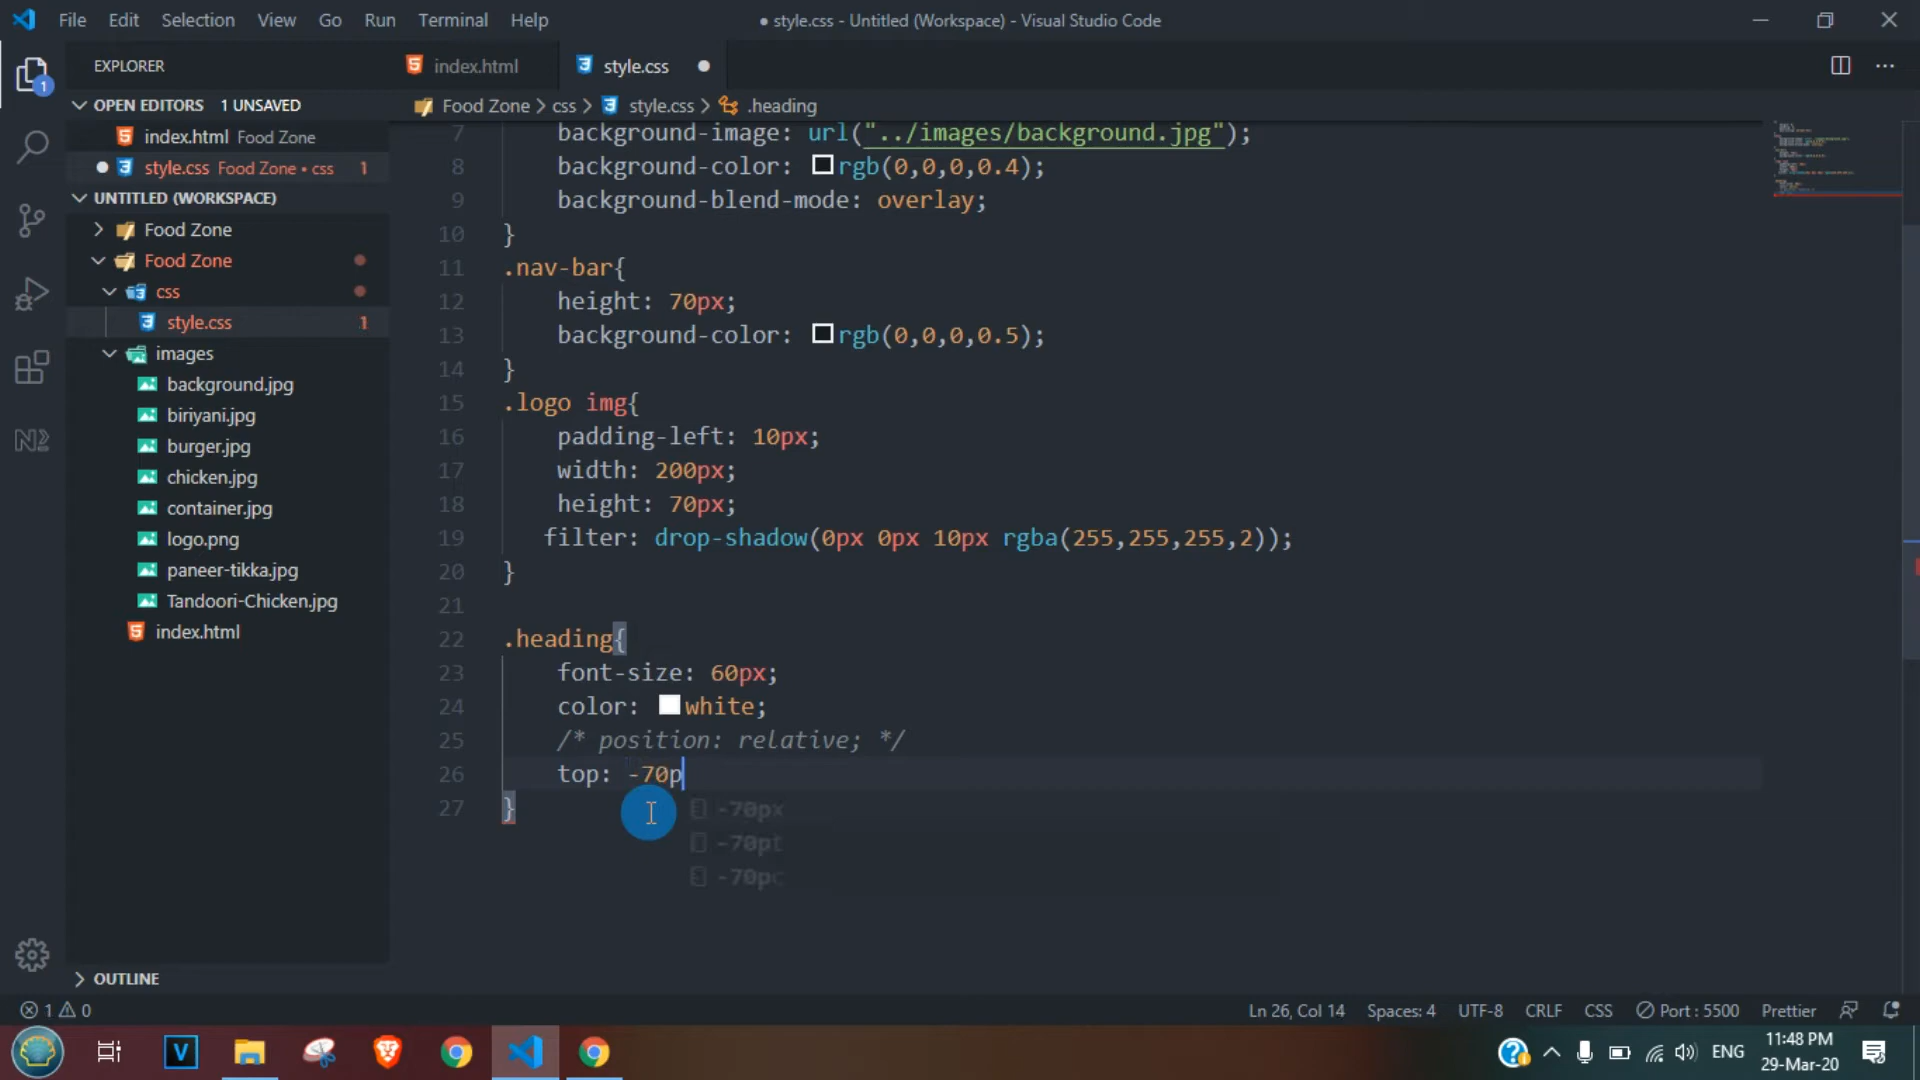 File Edit Selection View Go Run Terminal Help
● style.css - Untitled (Workspace) - Visual Studio Code
EXPLORER
index.html
style.css
OPEN EDITORS 1 UNSAVED
index.html Food Zone
style.css Food Zone • css 1
UNTITLED (WORKSPACE)
Food Zone
Food Zone
css
style.css 1
images
background.jpg
biriyani.jpg
burger.jpg
chicken.jpg
container.jpg
logo.png
paneer-tikka.jpg
Tandoori-Chicken.jpg
index.html
OUTLINE
1
Food Zone > css > style.css > .heading
7 background-image: url("../images/background.jpg");
8 background-color: rgb(0,0,0,0.4);
9 background-blend-mode: overlay;
10 }
11 .nav-bar{
12 height: 70px;
13 background-color: rgb(0,0,0,0.5);
14 }
15 .logo img{
16 padding-left: 10px;
17 width: 200px;
18 height: 70px;
19 filter: drop-shadow(0px 0px 10px rgba(255,255,255,2));
20 }
21
22 .heading{
23 font-size: 60px;
24 color: white;
25 /* position: relative; */
26 top: -70p
27 }
-70px
-70pt
-70pc
1 0
Ln 26, Col 14 Spaces: 4 UTF-8 CRLF CSS Port : 5500 Prettier
V
ENG
11:48 PM
29-Mar-20